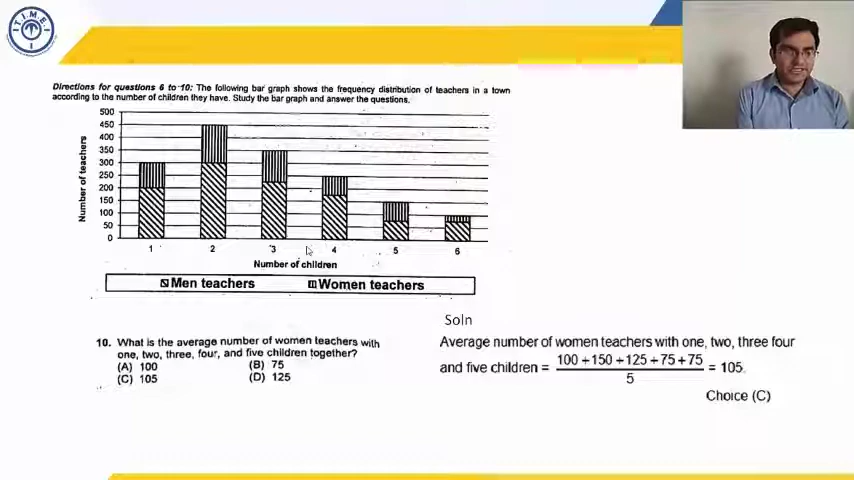 I.T.I.M.E.I
Directions for questions 6 to 10: The following bar graph shows the frequency distribution of teachers in a town
according to the number of children they have. Study the bar graph and answer the questions.
500
450
400
350
300
250
200
150
100
50
0
Number of teachers
1 2 3 4 5 6
Number of children
Men teachers Women teachers
10. What is the average number of women teachers with
one, two, three, four, and five children together?
(A) 100 (B) 75
(C) 105 (D) 125
Soln
Average number of women teachers with one, two, three four
and five children = 100 + 150 + 125 + 75 + 75 / 5 = 105.
Choice (C)